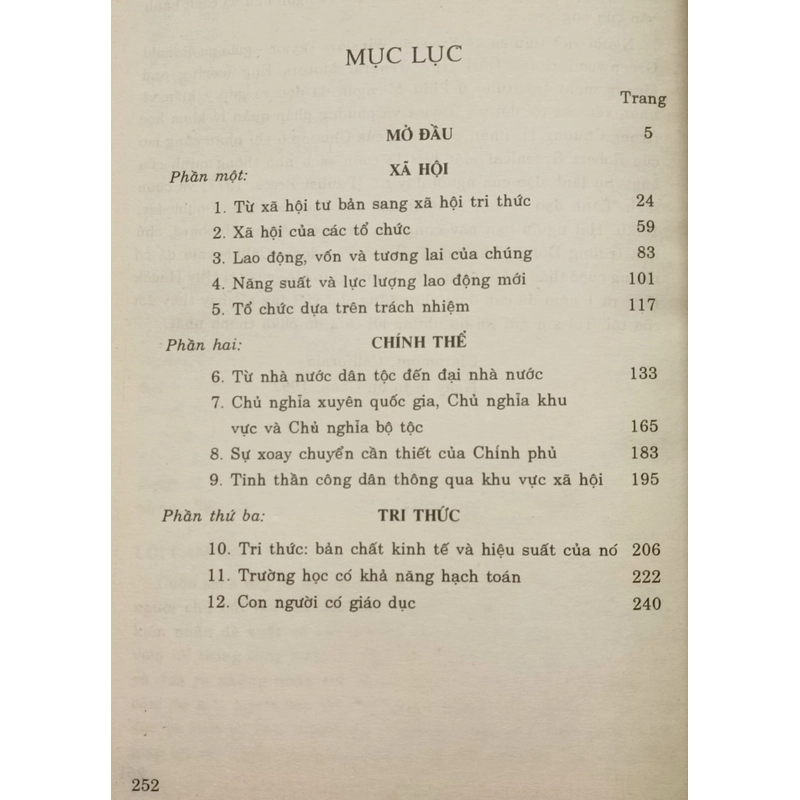 MỤC LỤC
Trang
MỞ ĐẦU 5
Phần một: XÃ HỘI
1. Từ xã hội tư bản sang xã hội tri thức 24
2. Xã hội của các tổ chức 59
3. Lao động, vốn và tương lai của chúng 83
4. Năng suất và lực lượng lao động mới 101
5. Tổ chức dựa trên trách nhiệm 117
Phần hai: CHÍNH THỂ
6. Từ nhà nước dân tộc đến đại nhà nước 133
7. Chủ nghĩa xuyên quốc gia, Chủ nghĩa khu
vực và Chủ nghĩa bộ tộc 165
8. Sự xoay chuyển cần thiết của Chính phủ 183
9. Tinh thần công dân thông qua khu vực xã hội 195
Phần thứ ba: TRI THỨC
10. Tri thức: bản chất kinh tế và hiệu suất của nó 206
11. Trường học có khả năng hạch toán 222
12. Con người có giáo dục 240
252